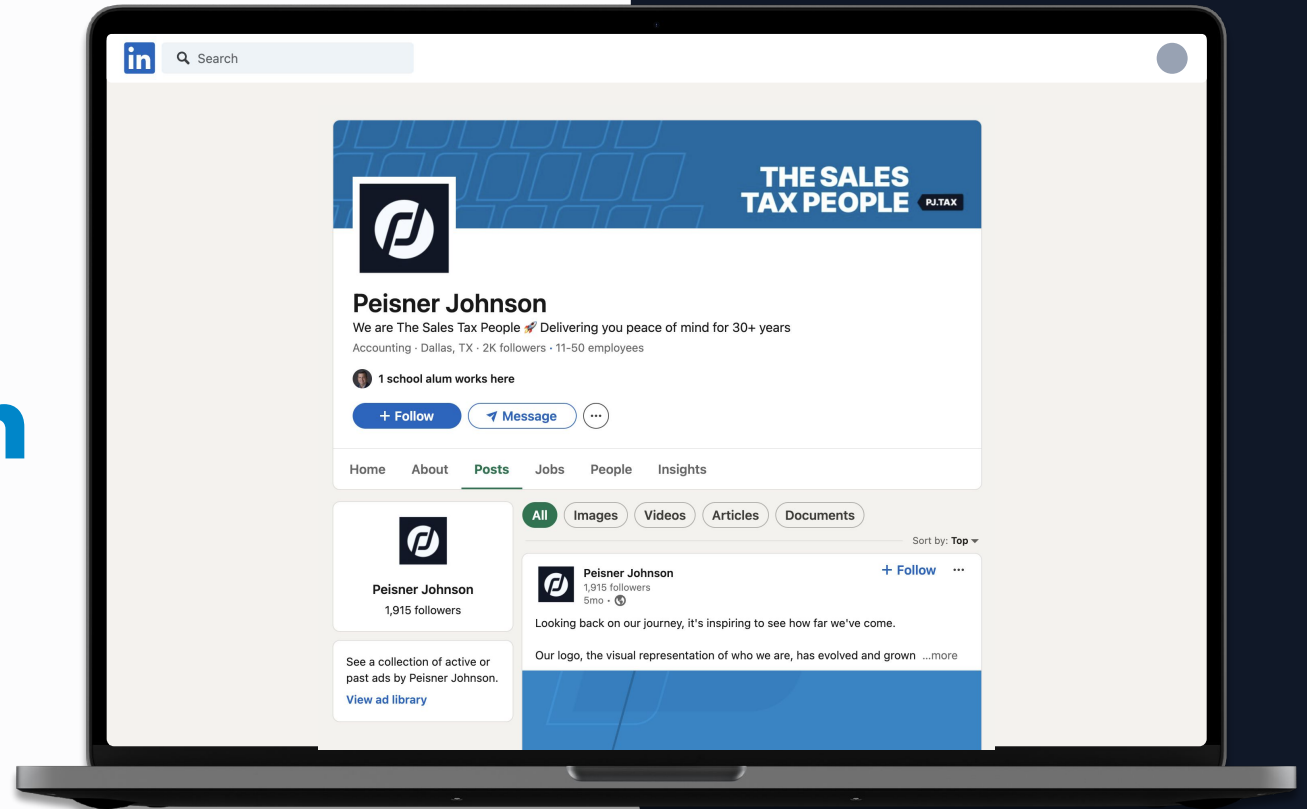 in
Search
THE SALES
TAX PEOPLE
PJ.TAX
Peisner Johnson
We are The Sales Tax People 🚀 Delivering you peace of mind for 30+ years
Accounting · Dallas, TX · 2K followers · 11-50 employees
1 school alum works here
+ Follow
Message
Home About Posts Jobs People Insights
All Images Videos Articles Documents
Sort by: Top
Peisner Johnson
1,915 followers
See a collection of active or
past ads by Peisner Johnson.
View ad library
Peisner Johnson
+ Follow
1,915 followers
5mo •
Looking back on our journey, it's inspiring to see how far we've come.
Our logo, the visual representation of who we are, has evolved and grown ...more